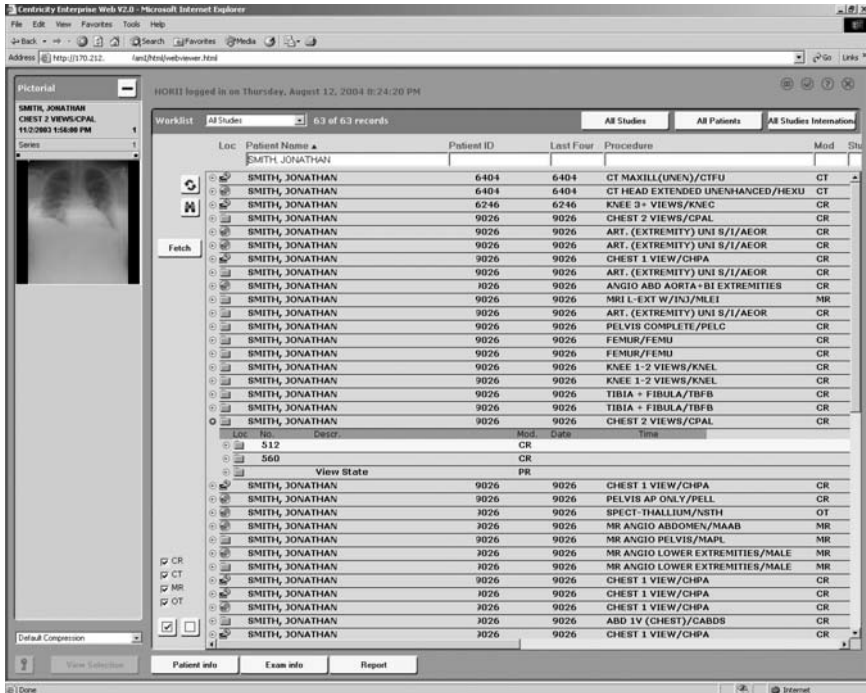 Centricity Enterprise Web V2.0 - Microsoft Internet Explorer
File Edit View Favorites Tools Help
Back Search Favorites Media
Address http://170.212. /ami/html/webviewer.html Go Links
Pictorial
HORII logged in on Thursday, August 12, 2004 8:24:20 PM
SMITH, JONATHAN
CHEST 2 VIEWS/CPAL
11/2/2003 1:56:00 PM 1
Series 1
Worklist All Studies 63 of 63 records All Studies All Patients All Studies Internation
Loc Patient Name Patient ID Last Four Procedure Mod Stu
SMITH, JONATHAN
SMITH, JONATHAN 6404 6404 CT MAXILL(UNEN)/CTFU CT
SMITH, JONATHAN 6404 6404 CT HEAD EXTENDED UNENHANCED/HEXU CT
SMITH, JONATHAN 6246 6246 KNEE 3+ VIEWS/KNEC CR
SMITH, JONATHAN 9026 9026 CHEST 2 VIEWS/CPAL CR
SMITH, JONATHAN 9026 9026 ART. (EXTREMITY) UNI S/I/AEOR CR
Fetch
SMITH, JONATHAN 9026 9026 ART. (EXTREMITY) UNI S/I/AEOR CR
SMITH, JONATHAN 9026 9026 CHEST 1 VIEW/CHPA CR
SMITH, JONATHAN 9026 9026 ART. (EXTREMITY) UNI S/I/AEOR CR
SMITH, JONATHAN 9026 9026 ANGIO ABD AORTA+BI EXTREMITIES CR
SMITH, JONATHAN 9026 9026 MRI L-EXT W/INJ/MLEI MR
SMITH, JONATHAN 9026 9026 ART. (EXTREMITY) UNI S/I/AEOR CR
SMITH, JONATHAN 9026 9026 PELVIS COMPLETE/PELC CR
SMITH, JONATHAN 9026 9026 FEMUR/FEMU CR
SMITH, JONATHAN 9026 9026 FEMUR/FEMU CR
SMITH, JONATHAN 9026 9026 KNEE 1-2 VIEWS/KNEL CR
SMITH, JONATHAN 9026 9026 KNEE 1-2 VIEWS/KNEL CR
SMITH, JONATHAN 9026 9026 TIBIA + FIBULA/TBFB CR
SMITH, JONATHAN 9026 9026 TIBIA + FIBULA/TBFB CR
SMITH, JONATHAN 9026 9026 CHEST 2 VIEWS/CPAL CR
Loc No. Descr. Mod. Date Time
512 CR
560 CR
View State PR
SMITH, JONATHAN 9026 9026 CHEST 1 VIEW/CHPA CR
SMITH, JONATHAN 9026 9026 PELVIS AP ONLY/PELL CR
SMITH, JONATHAN 9026 9026 SPECT-THALLIUM/NSTH OT
SMITH, JONATHAN 9026 9026 MR ANGIO ABDOMEN/MAAB MR
SMITH, JONATHAN 9026 9026 MR ANGIO PELVIS/MAPL MR
SMITH, JONATHAN 9026 9026 MR ANGIO LOWER EXTREMITIES/MALE MR
SMITH, JONATHAN 9026 9026 MR ANGIO LOWER EXTREMITIES/MALE MR
SMITH, JONATHAN 9026 9026 CHEST 1 VIEW/CHPA CR
SMITH, JONATHAN 9026 9026 CHEST 1 VIEW/CHPA CR
SMITH, JONATHAN 9026 9026 CHEST 1 VIEW/CHPA CR
SMITH, JONATHAN 9026 9026 ABD 1V (CHEST)/CABDS CR
SMITH, JONATHAN 9026 9026 CHEST 1 VIEW/CHPA CR
CR
CT
MR
OT
Default Compression
View Selection Patient info Exam info Report
Done Internet